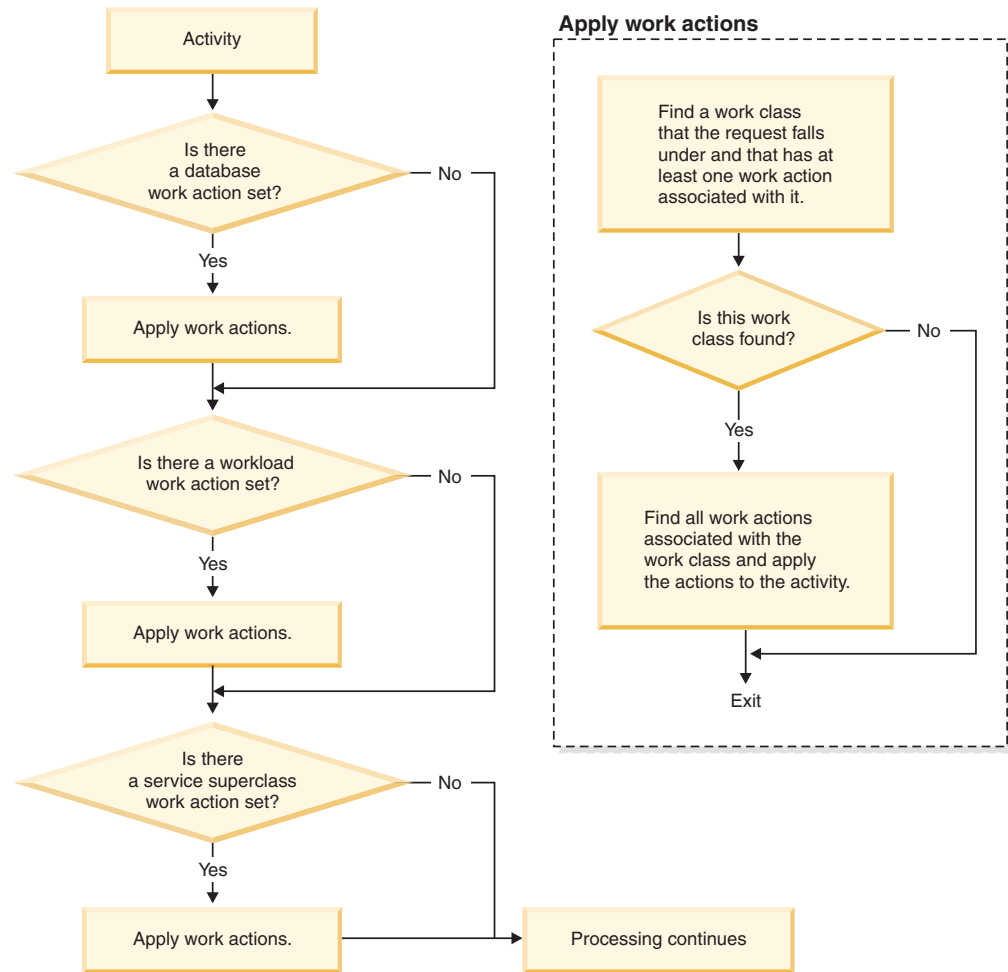 Activity
Is there
a database
work action set?
No
Yes
Apply work actions.
Is there a workload
work action set?
No
Yes
Apply work actions.
Is there
a service superclass
work action set?
No
Yes
Apply work actions.
Processing continues
Apply work actions
Find a work class
that the request falls
under and that has at
least one work action
associated with it.
Is this work
class found?
No
Yes
Find all work actions
associated with the
work class and apply
the actions to the activity.
Exit